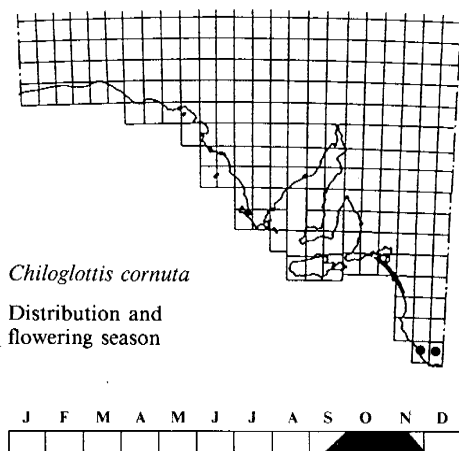 Chiloglottis cornuta
Distribution and
flowering season
J F M A M J J A S O N D